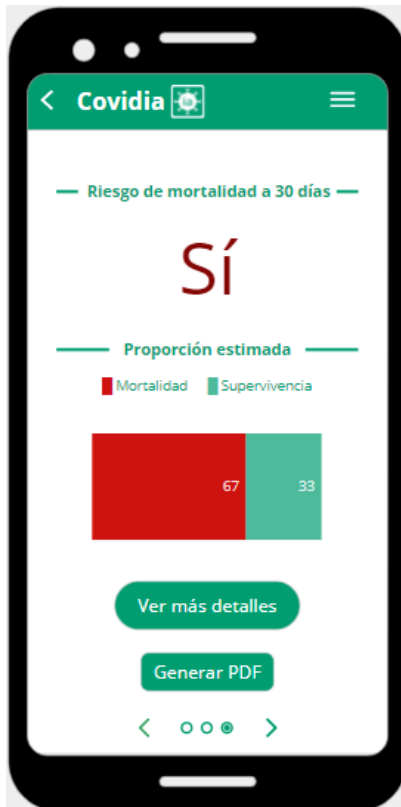 Covidia
Riesgo de mortalidad a 30 días
Sí
Proporción estimada
Mortalidad Supervivencia
67 33
Ver más detalles
Generar PDF